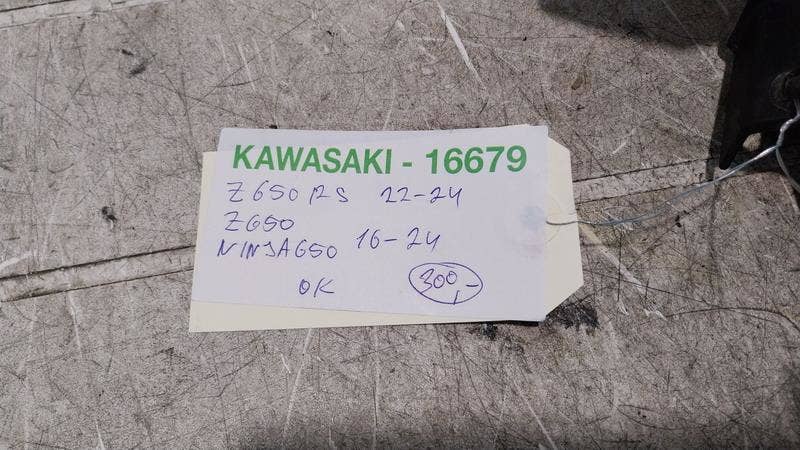 KAWASAKI - 16679
Z650RS 22-24
Z650
NINJA650 16-24
OK 300,-